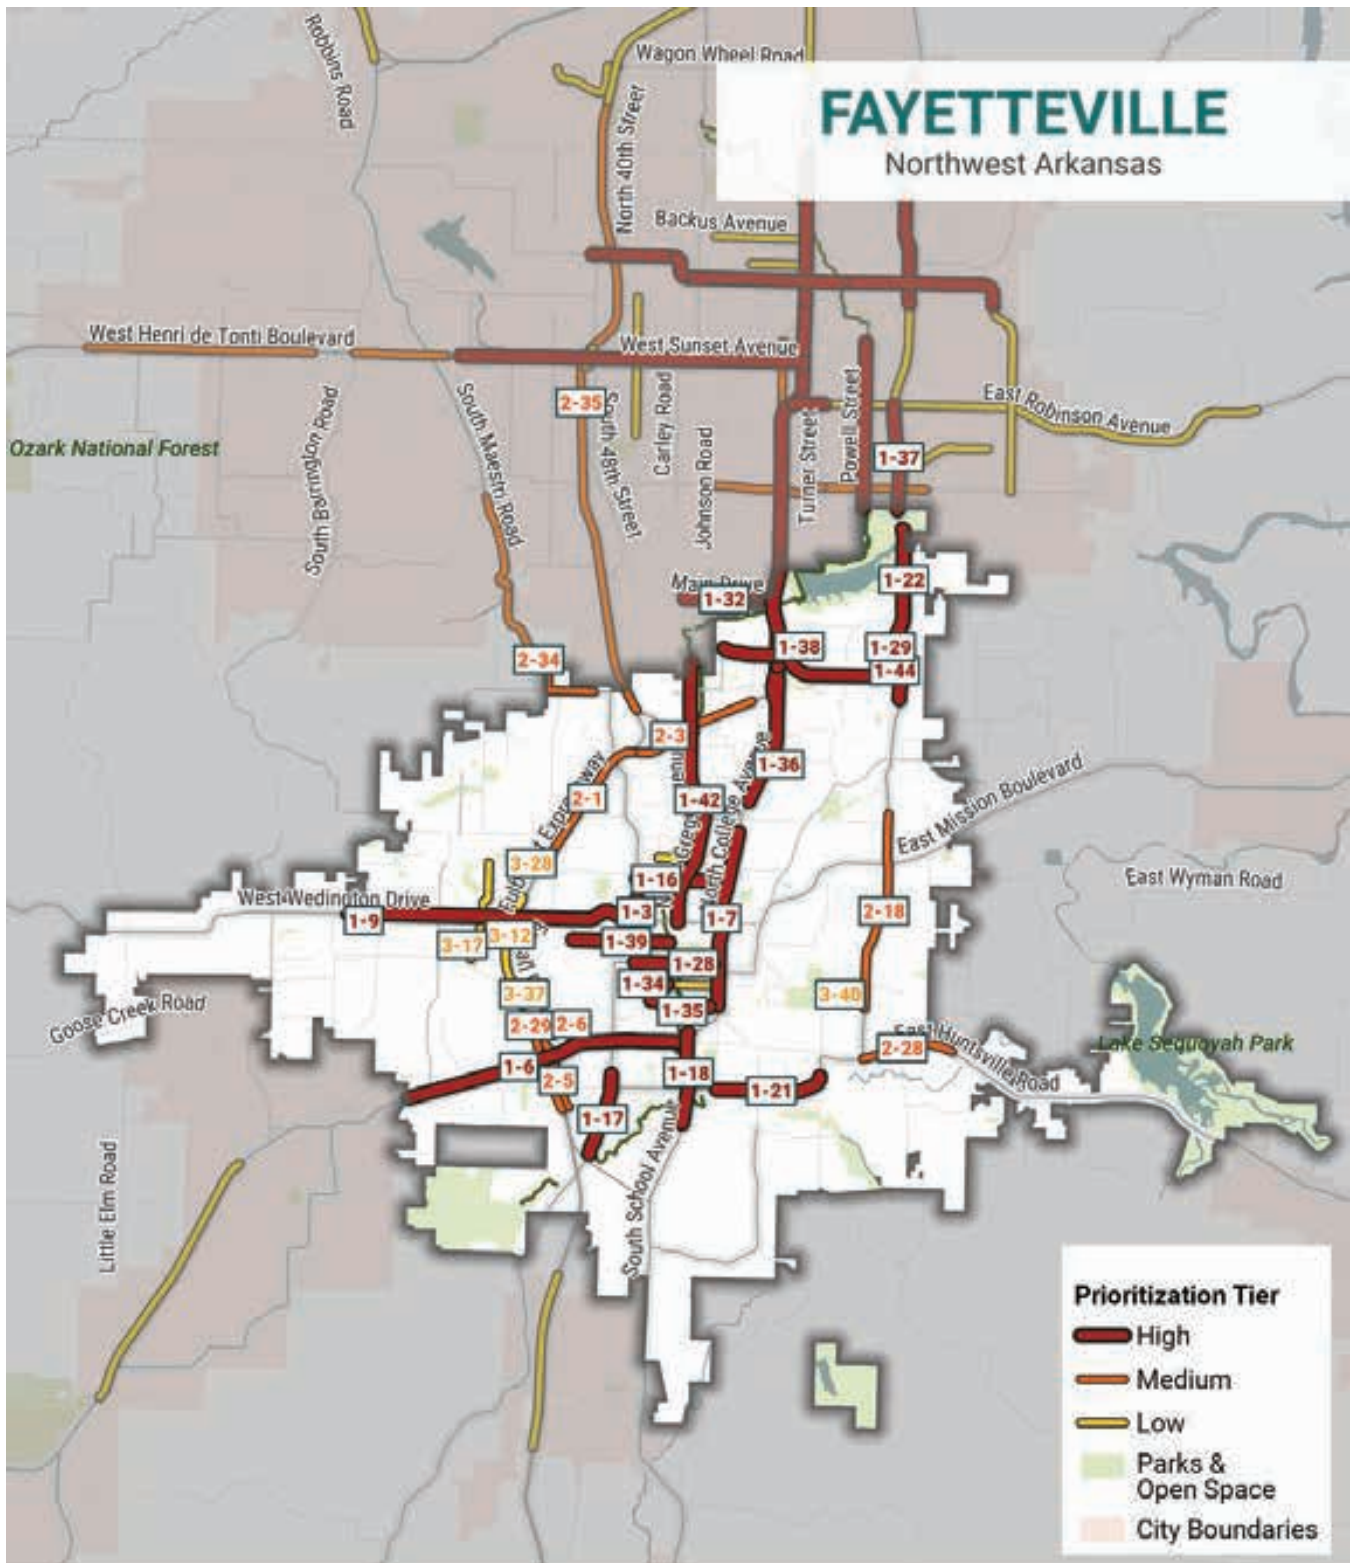 Robbins Road
Wagon Wheel Road
FAYETTEVILLE
Northwest Arkansas
North 40th Street
Backus Avenue
West Henri de Tonti Boulevard
West Sunset Avenue
2-35
South 48th Street
Carley Road
Johnson Road
Turner Street
Powell Street
East Robinson Avenue
South Maestri Road
South Barrington Road
Ozark National Forest
1-37
Main Drive
1-32
1-22
1-38
1-29
1-44
2-34
2-3
1-36
2-1
1-42
North College Avenue
East Mission Boulevard
3-28
1-16
East Wyman Road
West Wedington Drive
1-9
1-3
1-7
2-18
3-17
3-12
1-39
1-28
3-37
1-34
3-40
1-35
Goose Creek Road
2-29
2-6
East Huntsville Road
2-28
Lake Sequoyah Park
1-6
2-5
1-18
1-21
1-17
South School Avenue
Little Elm Road
Prioritization Tier
High
Medium
Low
Parks &
Open Space
City Boundaries